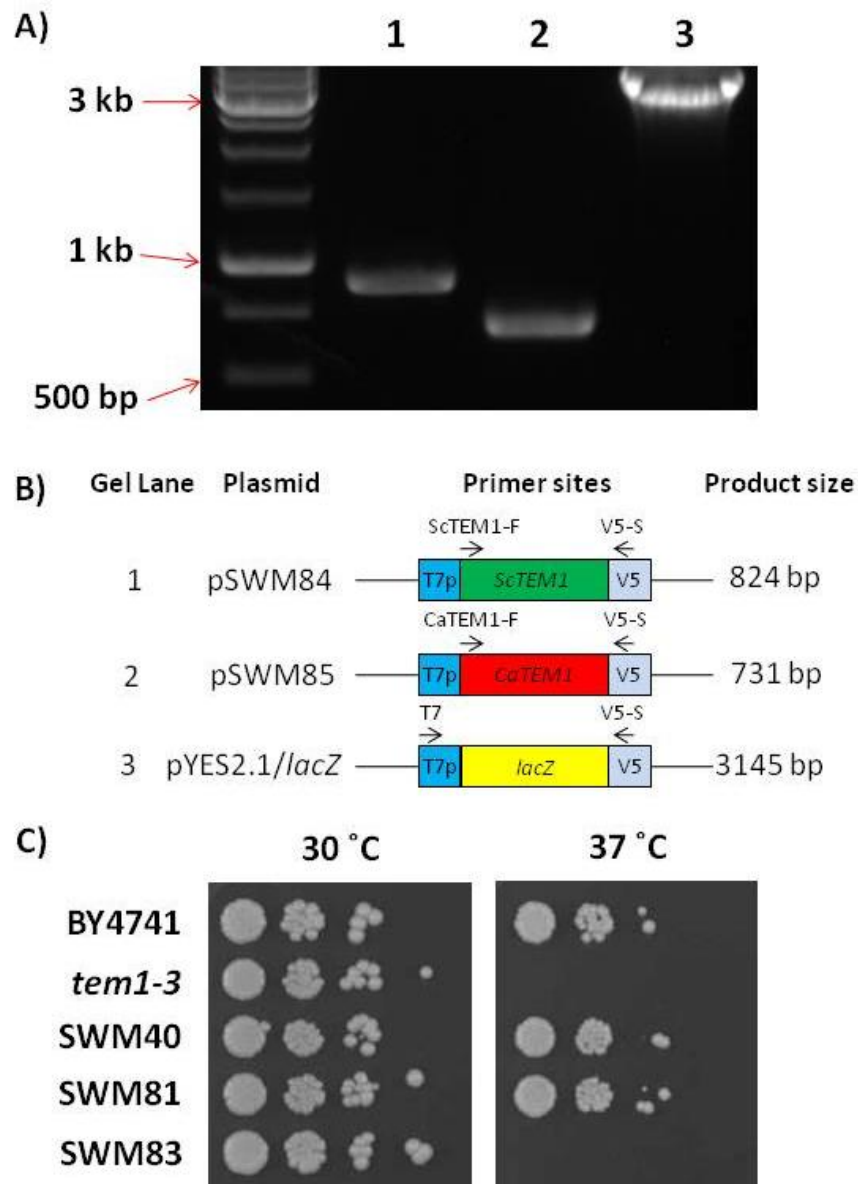 A)
1 2 3
3 kb
1 kb
500 bp
B)
Gel Lane Plasmid Primer sites Product size
ScTEM1-F V5-S
1 pSWM84 T7p ScTEM1 V5 824 bp
CaTEM1-F V5-S
2 pSWM85 T7p CaTEM1 V5 731 bp
T7 V5-S
3 pYES2.1/lacZ T7p lacZ V5 3145 bp
C)
30 ˚C 37 ˚C
BY4741
tem1-3
SWM40
SWM81
SWM83